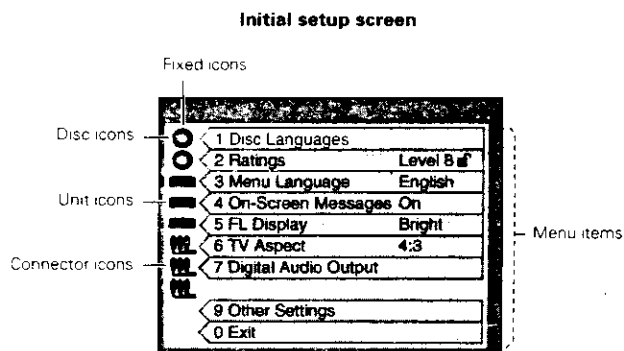 Initial setup screen
Fixed icons
Disc icons
Unit icons
Connector icons
1 Disc Languages
2 Ratings Level 8
3 Menu Language English
4 On-Screen Messages On
5 FL Display Bright
6 TV Aspect 4:3
7 Digital Audio Output
9 Other Settings
0 Exit
Menu items